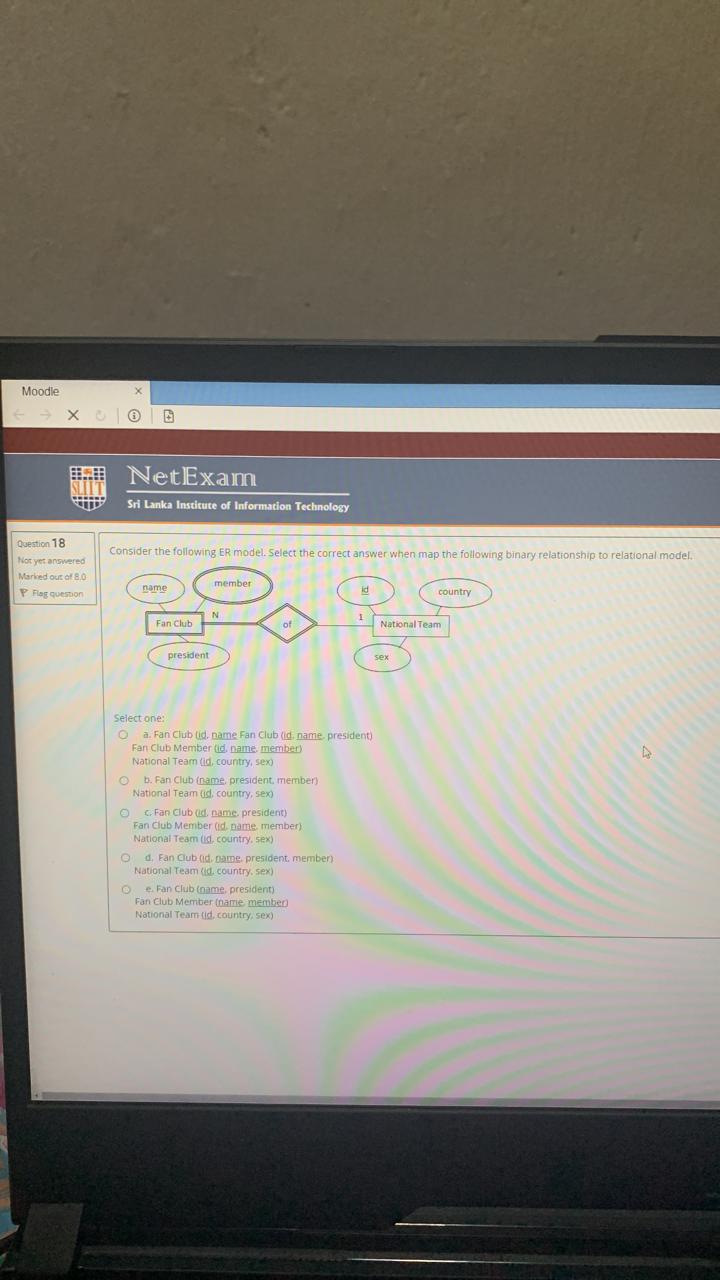 Moodle
NetExam
SLIIT
Sri Lanka Institute of Information Technology
Question 18
Not yet answered
Marked out of 8.0
Flag question
Consider the following ER model. Select the correct answer when map the following binary relationship to relational model.
name
member
id
country
Fan Club
N
of
1
National Team
president
sex
Select one:
a. Fan Club (id, name Fan Club (id, name, president)
Fan Club Member (id, name, member)
National Team (id, country, sex)
b. Fan Club (name, president, member)
National Team (id, country, sex)
c. Fan Club (id, name, president)
Fan Club Member (id, name, member)
National Team (id, country, sex)
d. Fan Club (id, name, president, member)
National Team (id, country, sex)
e. Fan Club (name, president)
Fan Club Member (name, member)
National Team (id, country, sex)